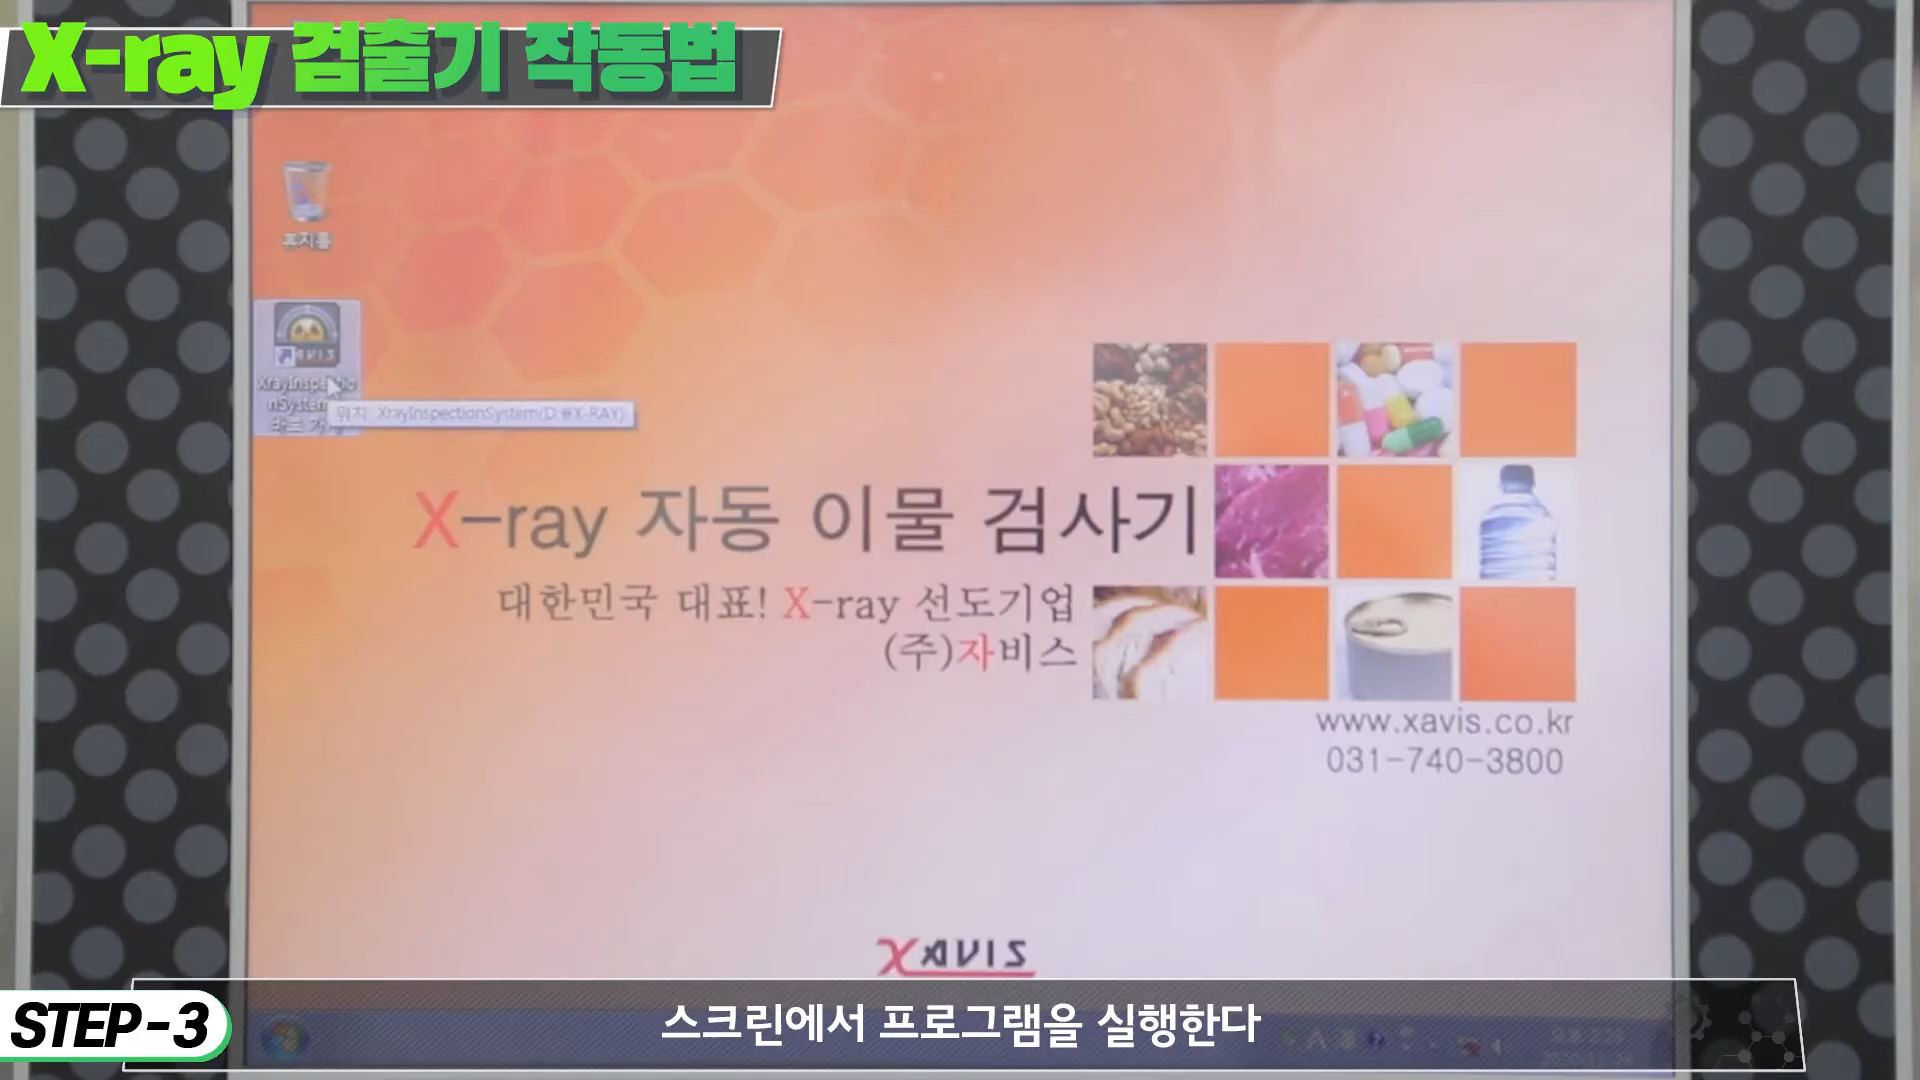 X-ray 검출기 작동법
휴지통
XrayInspectio
nSystem
바로 가
위치: XrayInspectionSystem(D:₩X-RAY)
X-ray 자동 이물 검사기
대한민국 대표! X-ray 선도기업
(주)자비스
www.xavis.co.kr
031-740-3800
XAVIS
STEP-3
스크린에서 프로그램을 실행한다